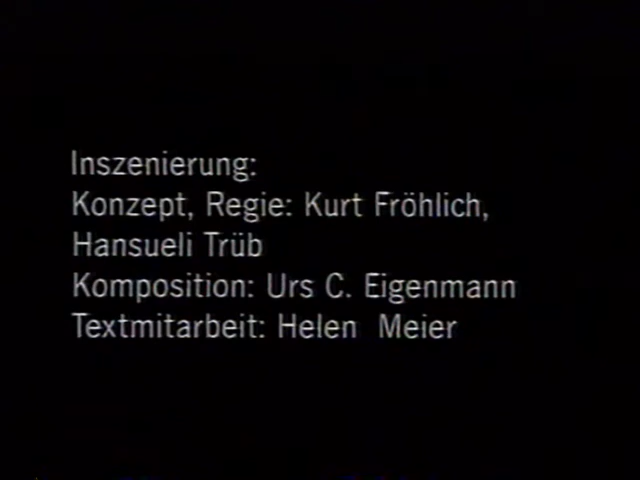 Inszenierung:
Konzept, Regie: Kurt Fröhlich,
Hansueli Trüb
Komposition: Urs C. Eigenmann
Textmitarbeit: Helen Meier